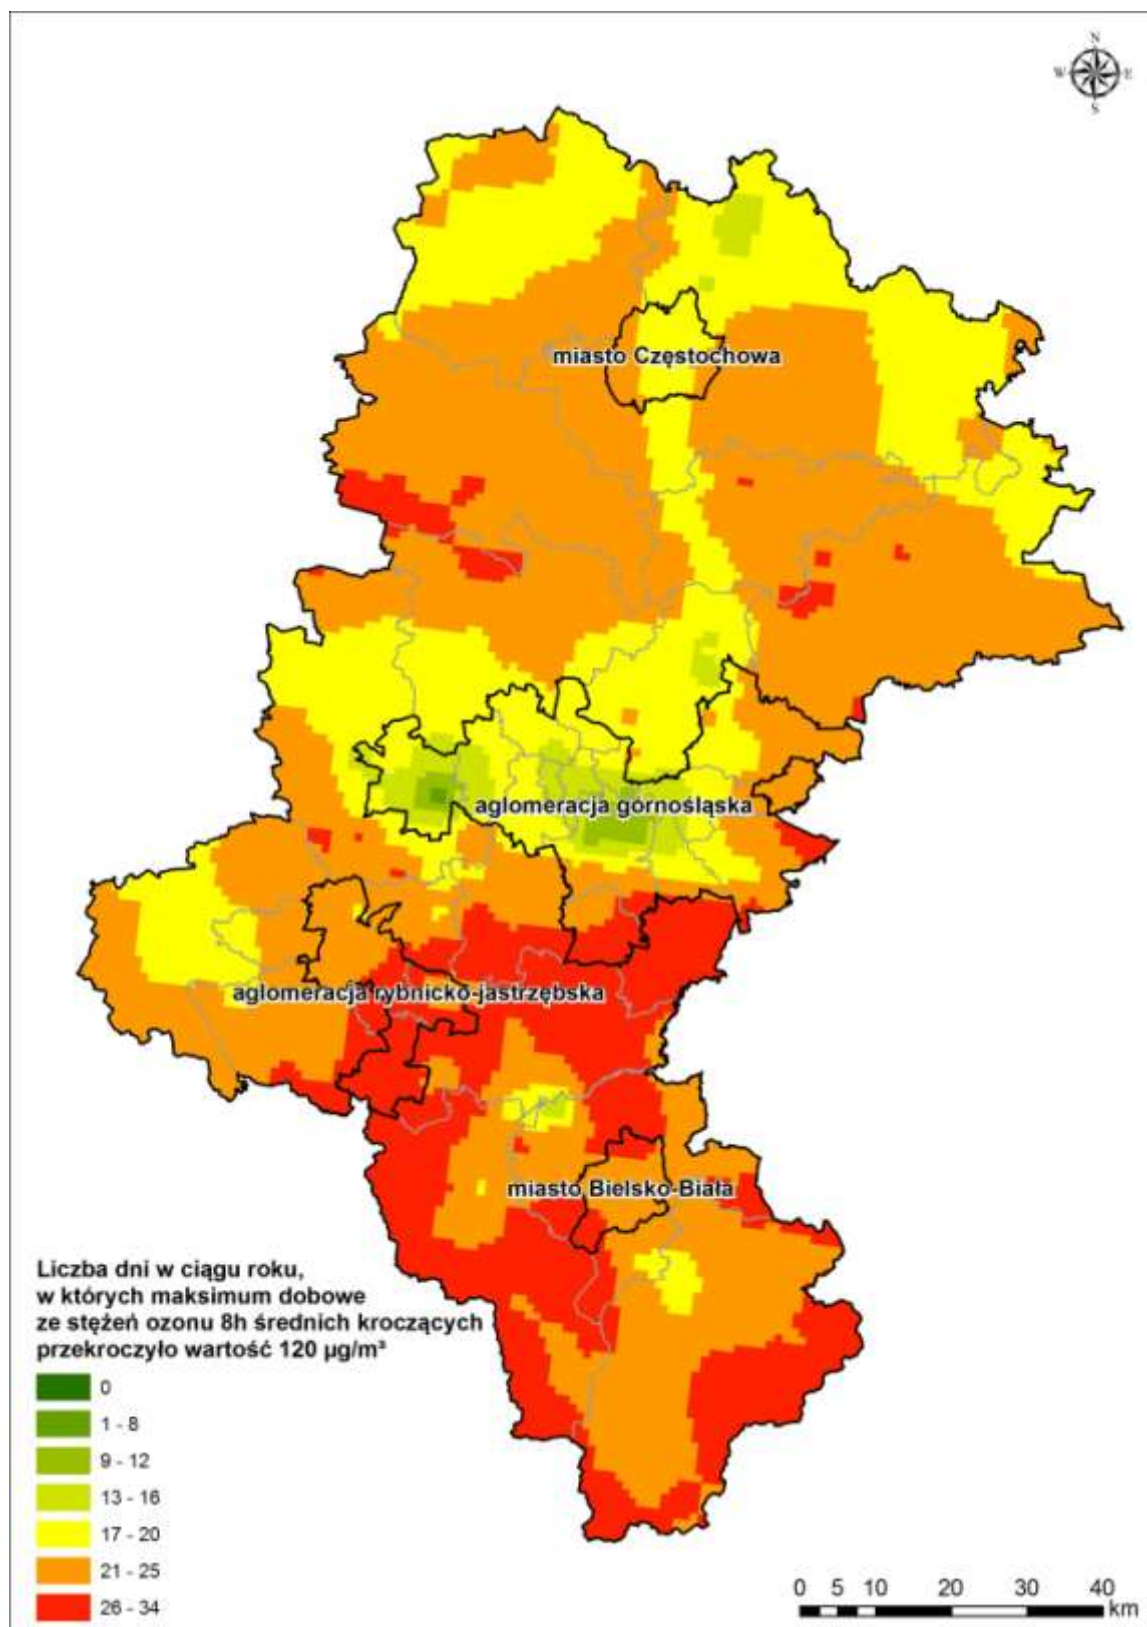 N
W E
S
miasto Częstochowa
aglomeracja górnośląska
aglomeracja rybnicko-jastrzębska
miasto Bielsko-Biała
Liczba dni w ciągu roku,
w których maksimum dobowe
ze stężeń ozonu 8h średnich kroczących
przekroczyło wartość 120 µg/m³
0
1 - 8
9 - 12
13 - 16
17 - 20
21 - 25
26 - 34
0 5 10 20 30 40
km